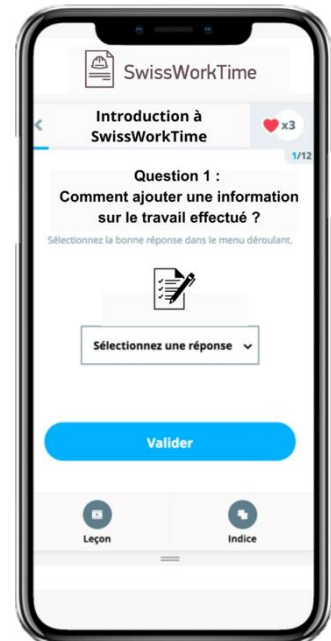 SwissWorkTime
Introduction à
SwissWorkTime
x3
1/12
Question 1 :
Comment ajouter une information
sur le travail effectué ?
Sélectionnez la bonne réponse dans le menu déroulant.
Sélectionnez une réponse
Valider
Leçon
Indice